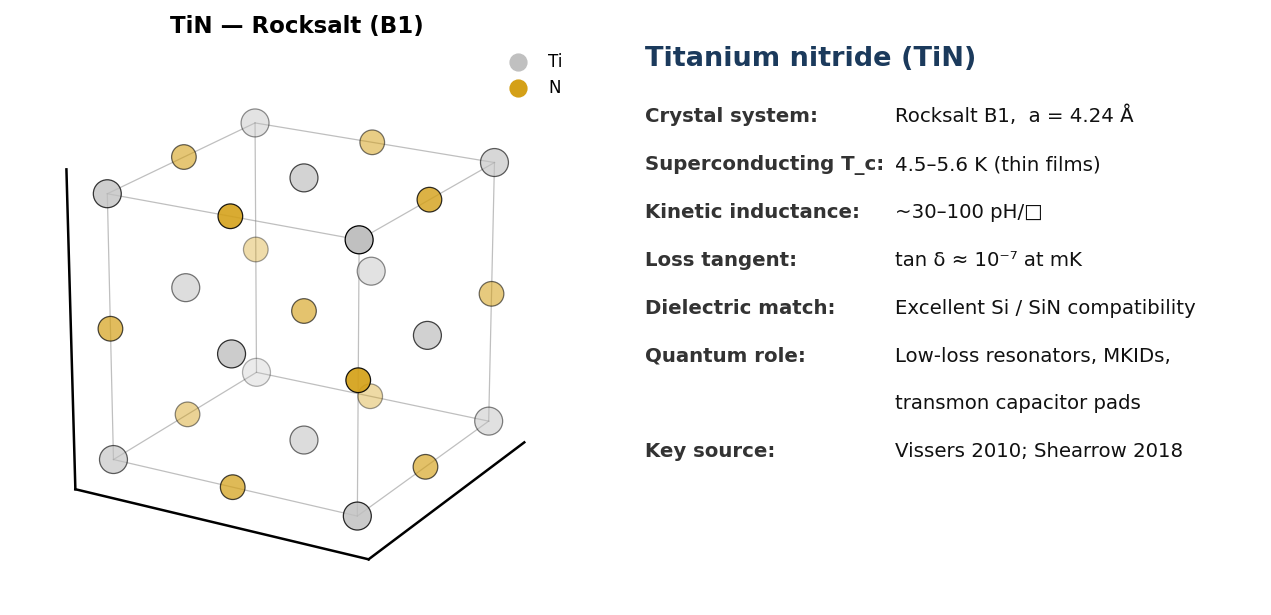 TiN — Rocksalt (B1)
Ti
N
Titanium nitride (TiN)
Crystal system: Rocksalt B1, a = 4.24 Å
Superconducting T_c: 4.5–5.6 K (thin films)
Kinetic inductance: ~30–100 pH/□
Loss tangent: tan δ ≈ 10⁻⁷ at mK
Dielectric match: Excellent Si / SiN compatibility
Quantum role: Low-loss resonators, MKIDs,
transmon capacitor pads
Key source: Vissers 2010; Shearrow 2018